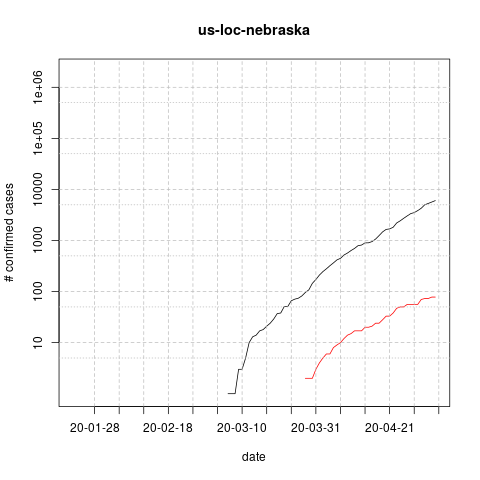 us-loc-nebraska
# confirmed cases
1e+06
1e+05
10000
1000
100
10
20-01-28
20-02-18
20-03-10
20-03-31
20-04-21
date